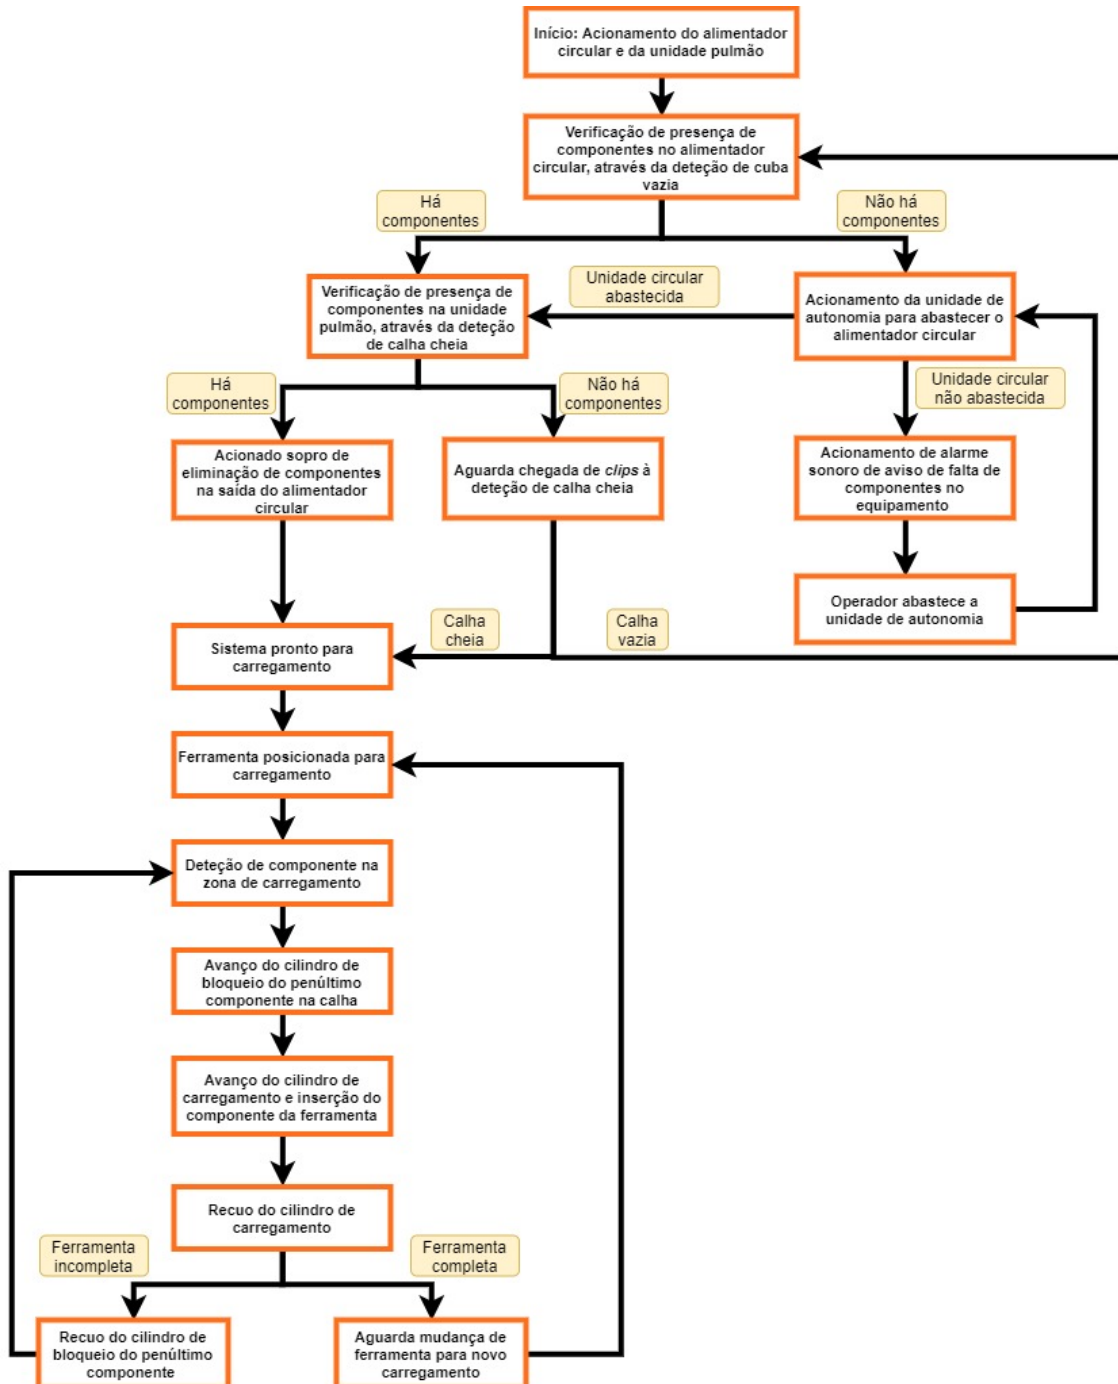 Início: Acionamento do alimentador
circular e da unidade pulmão
Verificação de presença de
componentes no alimentador
circular, através da deteção de cuba
vazia
Há
componentes
Não há
componentes
Verificação de presença de
componentes na unidade
pulmão, através da deteção
de calha cheia
Unidade circular
abastecida
Acionamento da unidade de
autonomia para abastecer o
alimentador circular
Há
componentes
Não há
componentes
Unidade circular
não abastecida
Acionado sopro de
eliminação de componentes
na saída do alimentador
circular
Aguarda chegada de clips à
deteção de calha cheia
Acionamento de alarme
sonoro de aviso de falta de
componentes no
equipamento
Operador abastece a
unidade de autonomia
Calha
cheia
Calha
vazia
Sistema pronto para
carregamento
Ferramenta posicionada para
carregamento
Deteção de componente na
zona de carregamento
Avanço do cilindro de
bloqueio do penúltimo
componente na calha
Avanço do cilindro de
carregamento e inserção do
componente da ferramenta
Recuo do cilindro de
carregamento
Ferramenta
incompleta
Ferramenta
completa
Recuo do cilindro de
bloqueio do penúltimo
componente
Aguarda mudança de
ferramenta para novo
carregamento